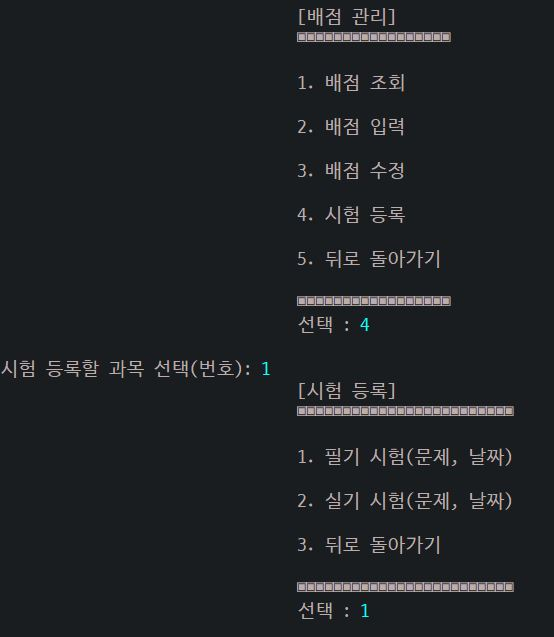 [배점 관리]
▣▣▣▣▣▣▣▣▣▣▣▣▣▣▣▣▣
1. 배점 조회
2. 배점 입력
3. 배점 수정
4. 시험 등록
5. 뒤로 돌아가기
▣▣▣▣▣▣▣▣▣▣▣▣▣▣▣▣▣
선택 : 4
시험 등록할 과목 선택(번호): 1
[시험 등록]
▣▣▣▣▣▣▣▣▣▣▣▣▣▣▣▣▣▣▣▣▣▣▣▣
1. 필기 시험(문제, 날짜)
2. 실기 시험(문제, 날짜)
3. 뒤로 돌아가기
▣▣▣▣▣▣▣▣▣▣▣▣▣▣▣▣▣▣▣▣▣▣▣▣
선택 : 1